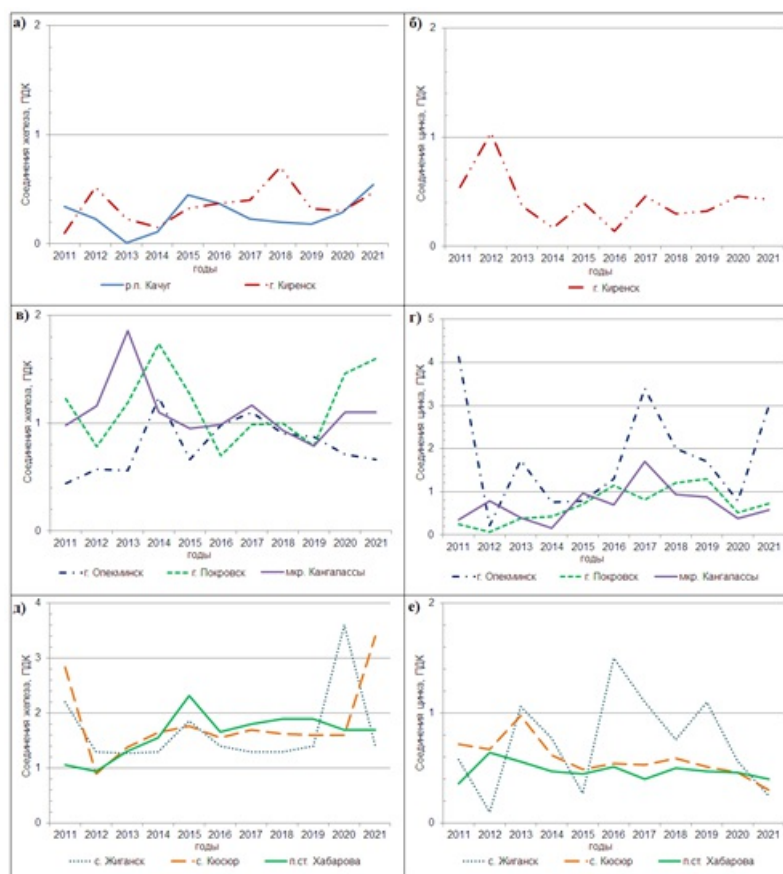 а)
Соединения железа, ПДК
2
1
0
2011 2012 2013 2014 2015 2016 2017 2018 2019 2020 2021
годы
р.п. Качуг г. Киренск
б)
Соединения цинка, ПДК
2
1
0
2011 2012 2013 2014 2015 2016 2017 2018 2019 2020 2021
годы
г. Киренск
в)
Соединения железа, ПДК
2
1
0
2011 2012 2013 2014 2015 2016 2017 2018 2019 2020 2021
годы
г. Олекминск г. Покровск мкр. Кангалассы
г)
Соединения цинка, ПДК
5
4
3
2
1
0
2011 2012 2013 2014 2015 2016 2017 2018 2019 2020 2021
годы
г. Олекминск г. Покровск мкр. Кангалассы
д)
Соединения железа, ПДК
4
3
2
1
0
2011 2012 2013 2014 2015 2016 2017 2018 2019 2020 2021
годы
с. Жиганск с. Кюсюр п.ст. Хабарова
е)
Соединения цинка, ПДК
2
1
0
2011 2012 2013 2014 2015 2016 2017 2018 2019 2020 2021
годы
с. Жиганск с. Кюсюр п.ст. Хабарова